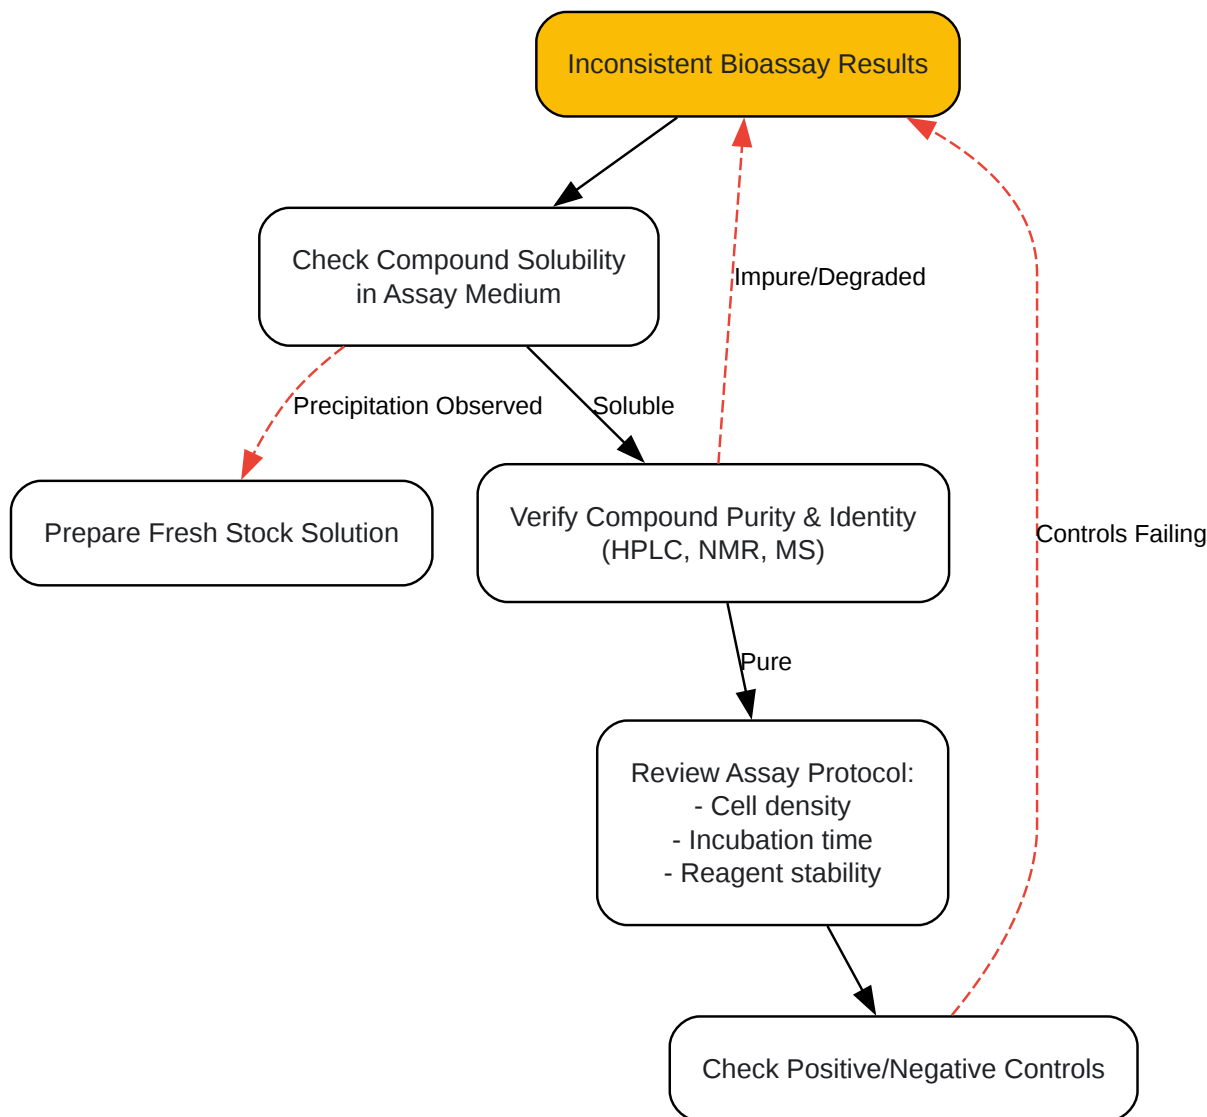 Inconsistent Bioassay Results
Check Compound Solubility
in Assay Medium
Impure/Degraded
Precipitation Observed
Soluble
Prepare Fresh Stock Solution
Verify Compound Purity & Identity
(HPLC, NMR, MS)
Controls Failing
Pure
Review Assay Protocol:
- Cell density
- Incubation time
- Reagent stability
Check Positive/Negative Controls